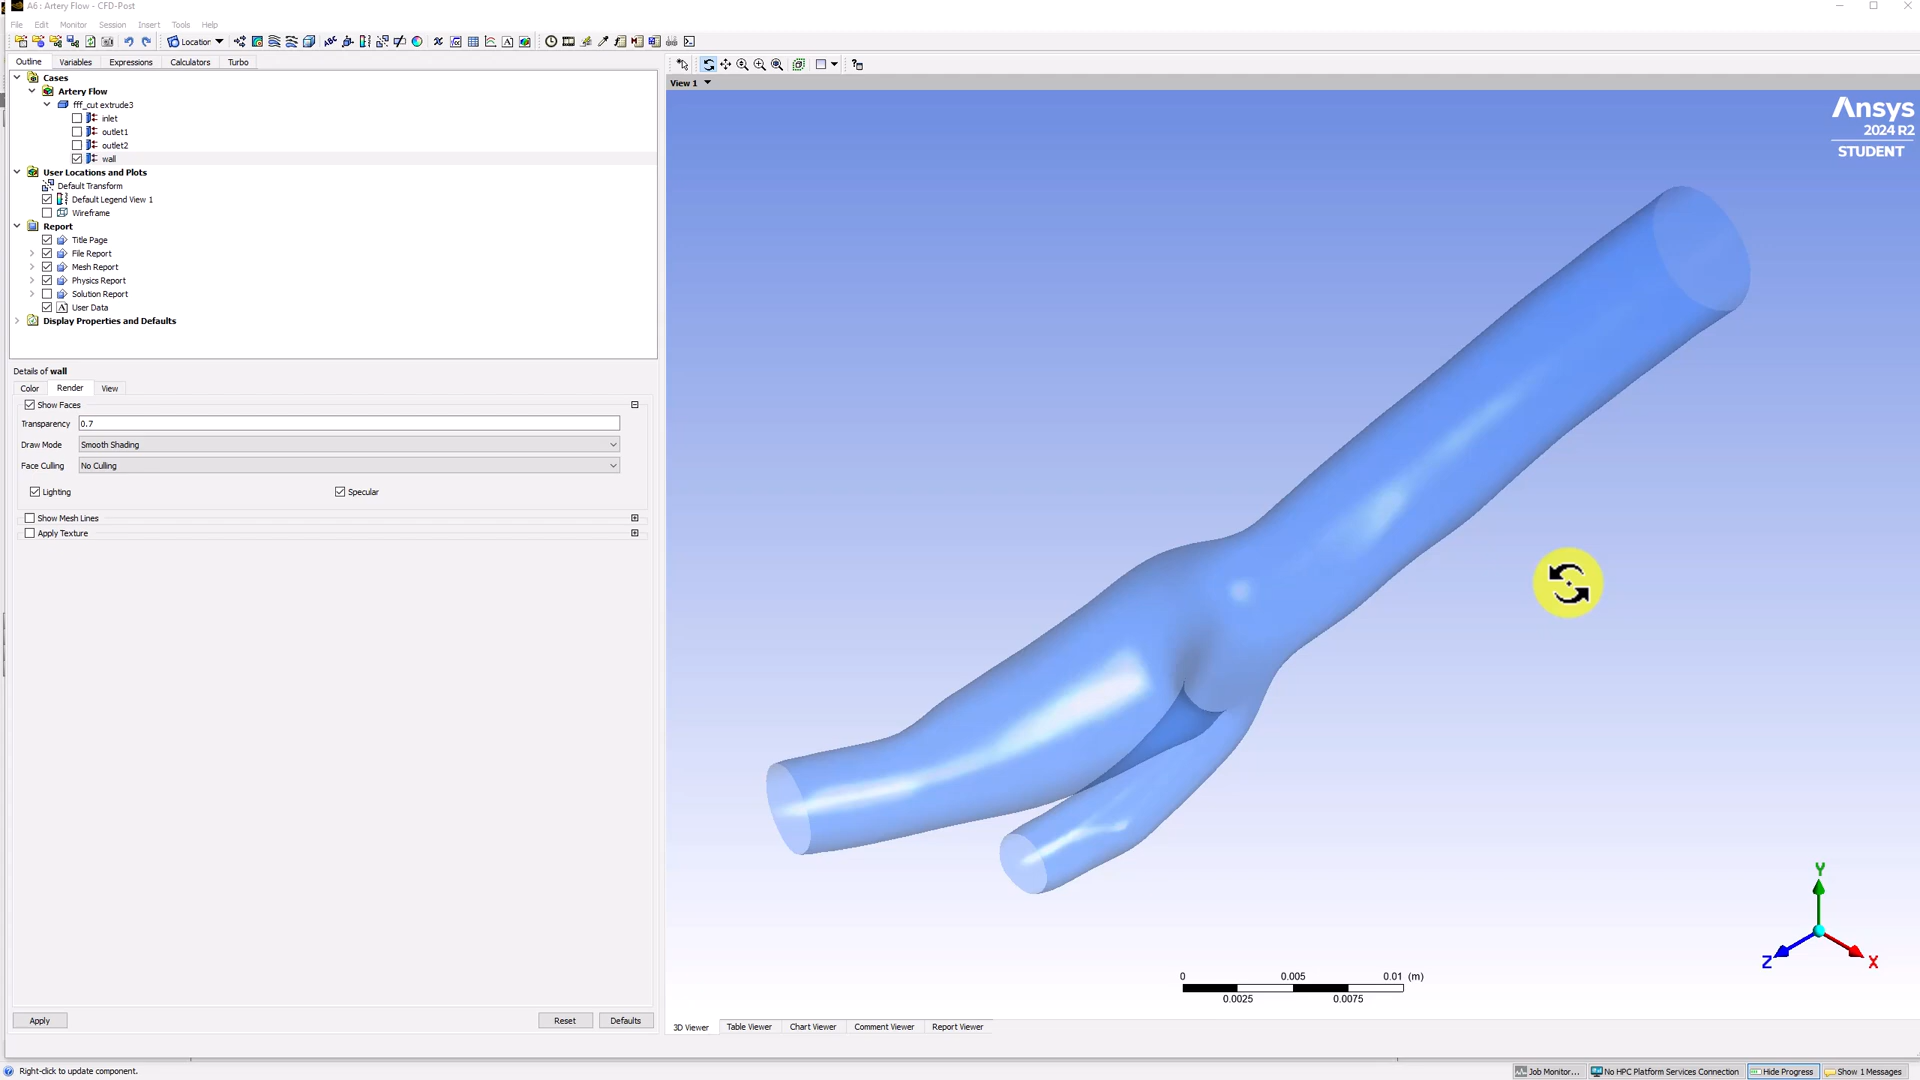 A6 : Artery Flow - CFD-Post
File Edit Monitor Session Insert Tools Help
Location
Outline Variables Expressions Calculators Turbo
Cases
Artery Flow
fff_cut extrude3
inlet
outlet1
outlet2
wall
User Locations and Plots
Default Transform
Default Legend View 1
Wireframe
Report
Title Page
File Report
Mesh Report
Physics Report
Solution Report
User Data
Display Properties and Defaults
Details of wall
Color Render View
Show Faces
Transparency 0.7
Draw Mode Smooth Shading
Face Culling No Culling
Lighting Specular
Show Mesh Lines
Apply Texture
Apply Reset Defaults
View 1
Ansys
2024 R2
STUDENT
Y
Z X
0 0.005 0.01 (m)
0.0025 0.0075
3D Viewer Table Viewer Chart Viewer Comment Viewer Report Viewer
Right-click to update component.
Job Monitor... No HPC Platform Services Connection Hide Progress Show 1 Messages